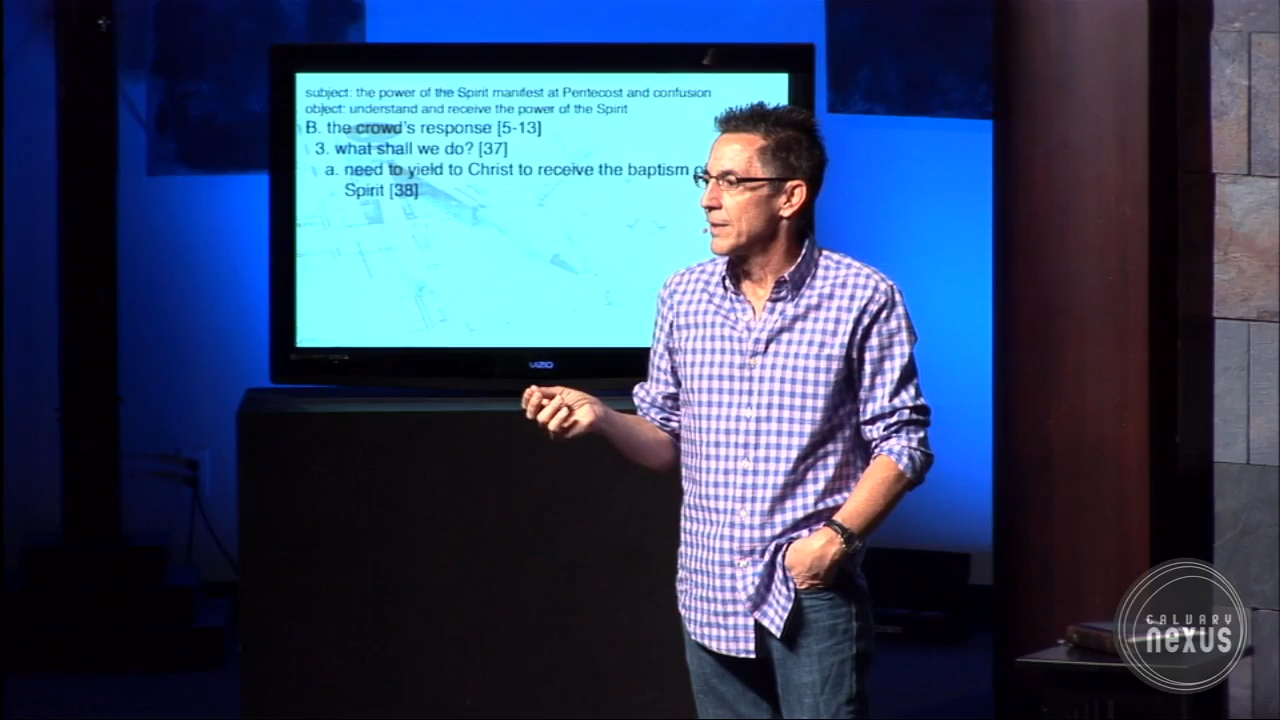 subject: the power of the Spirit manifest at Pentecost and confusion
object: understand and receive the power of the Spirit
B. the crowd's response [5-13]
3. what shall we do? [37]
a. need to yield to Christ to receive the baptism
Spirit [38]
VIZIO
CALVARY
nexus